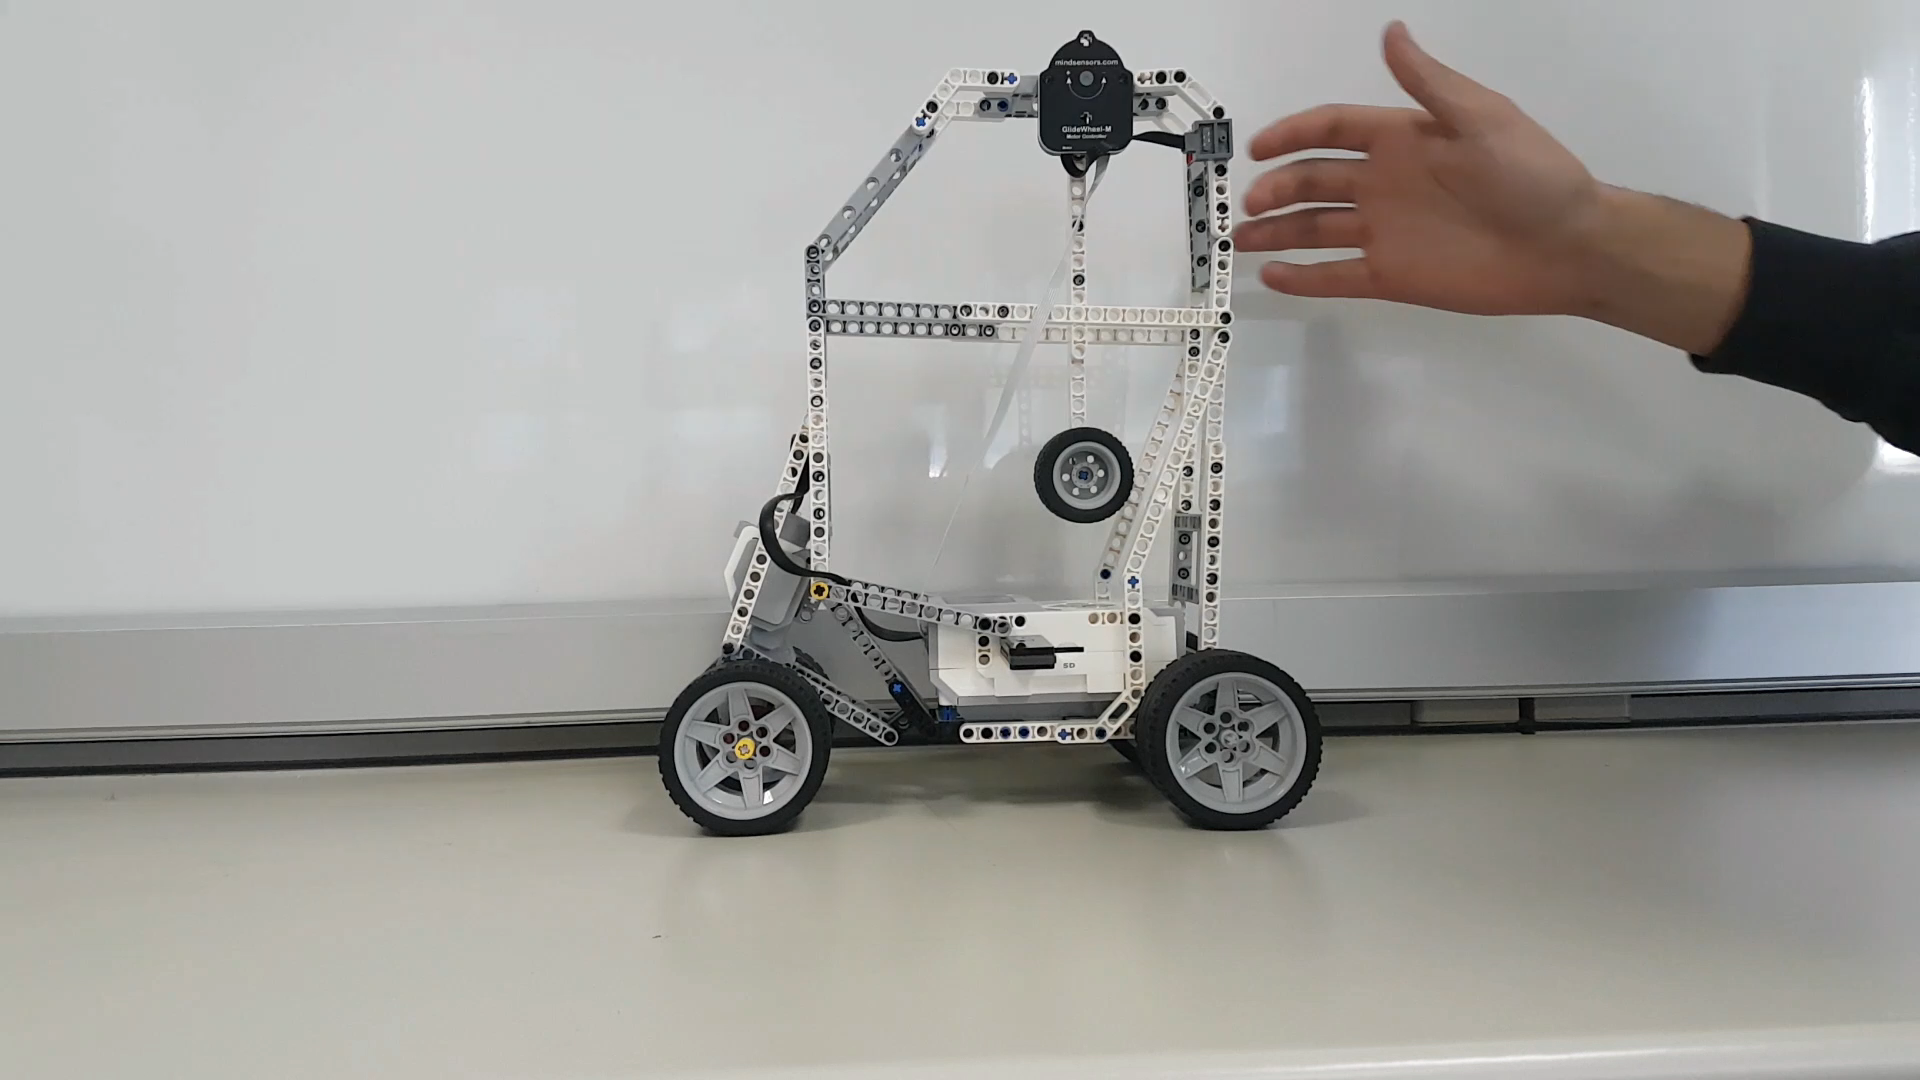 mindsensors.com
GlideWheel-M
Motor Controller
SD